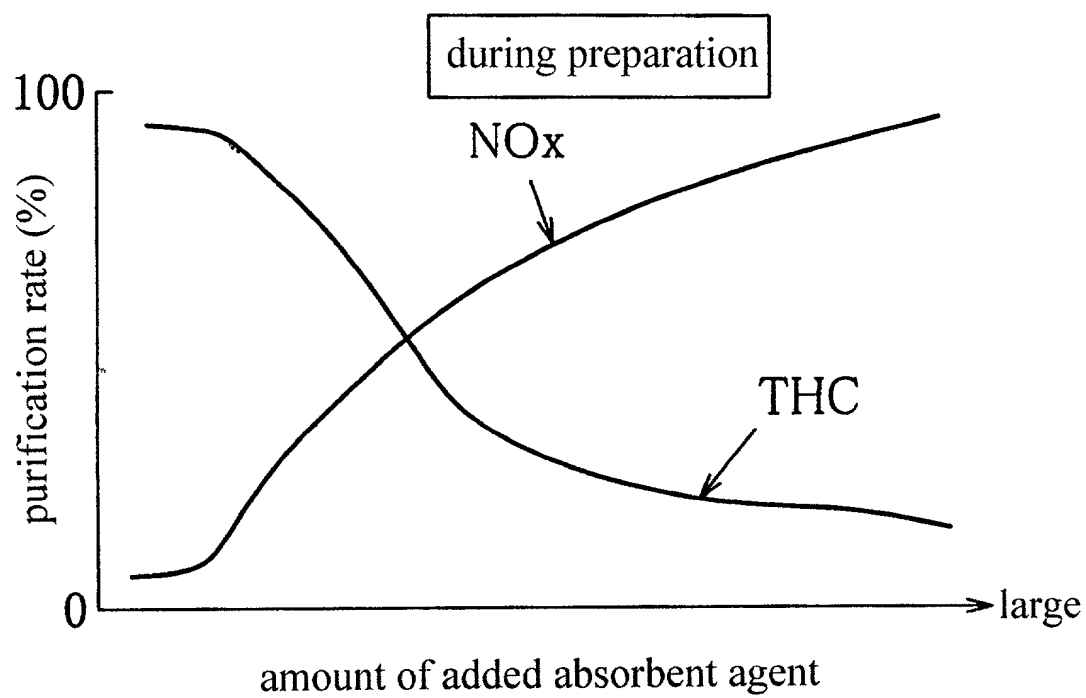 during preparation
100
NOx
purification rate (%)
THC
0
large
amount of added absorbent agent